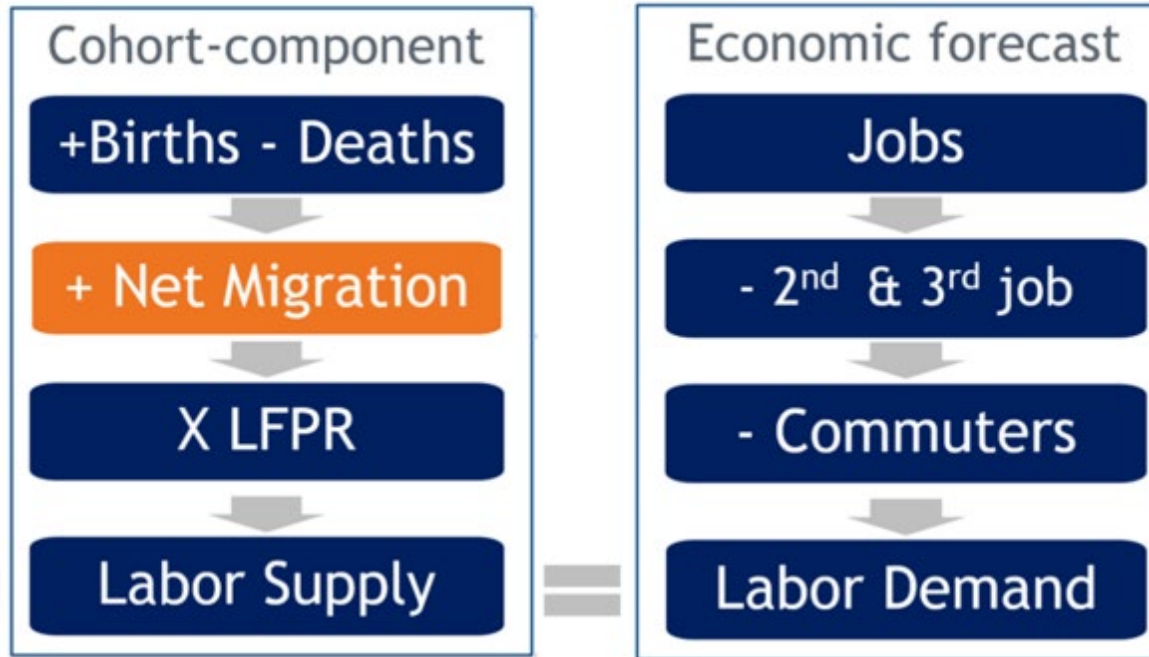 Cohort-component
+Births - Deaths
+ Net Migration
X LFPR
Labor Supply
=
Economic forecast
Jobs
- 2nd & 3rd job
- Commuters
Labor Demand